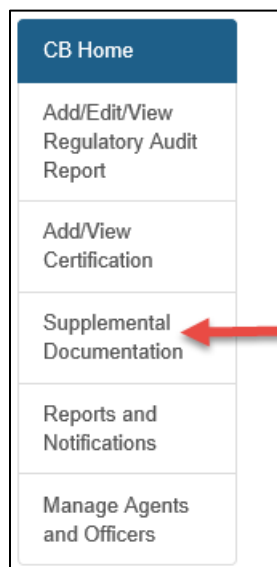 CB Home
Add/Edit/View
Regulatory Audit
Report
Add/View
Certification
Supplemental
Documentation
Reports and
Notifications
Manage Agents
and Officers